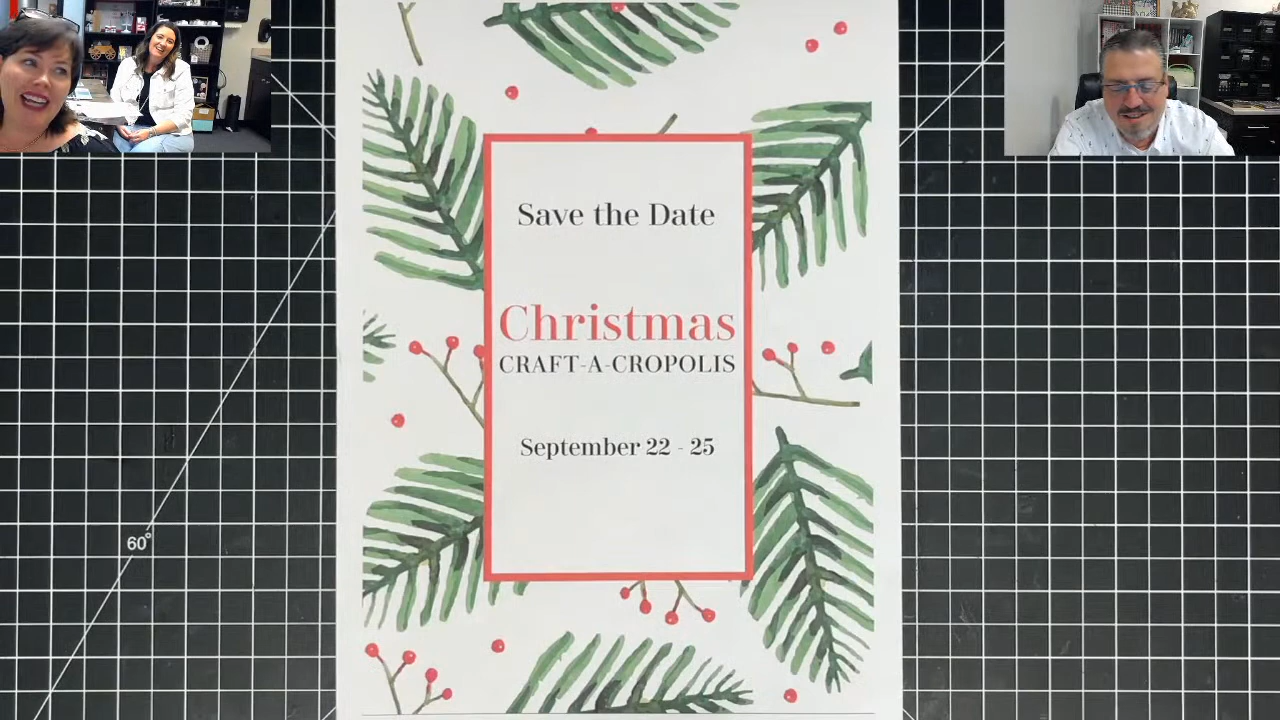 Save the Date
Christmas
CRAFT-A-CROPOLIS
September 22 - 25
60°